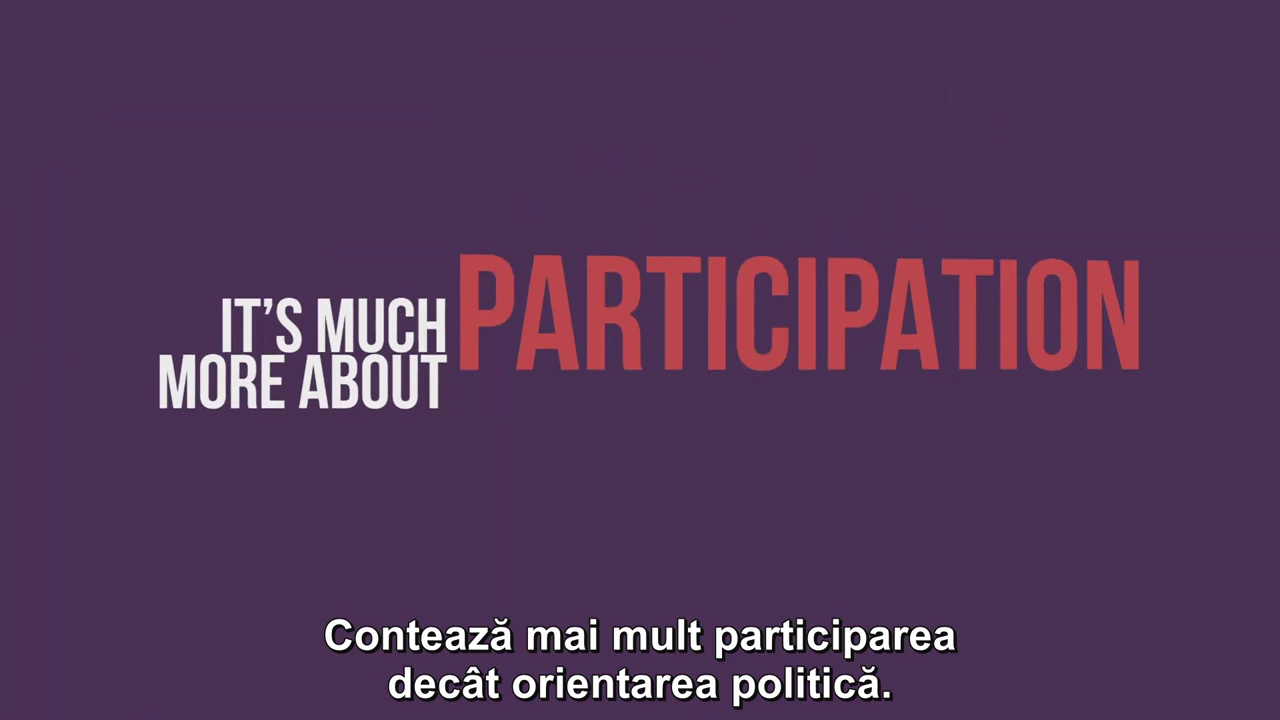 IT'S MUCH
MORE ABOUT
PARTICIPATION
Contează mai mult participarea
decât orientarea politică.